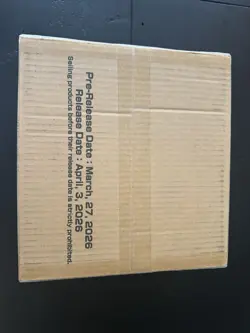 Pre-Release Date : March, 27, 2026
Release Date : April, 3, 2026
Selling products before their release date is strictly prohibited.